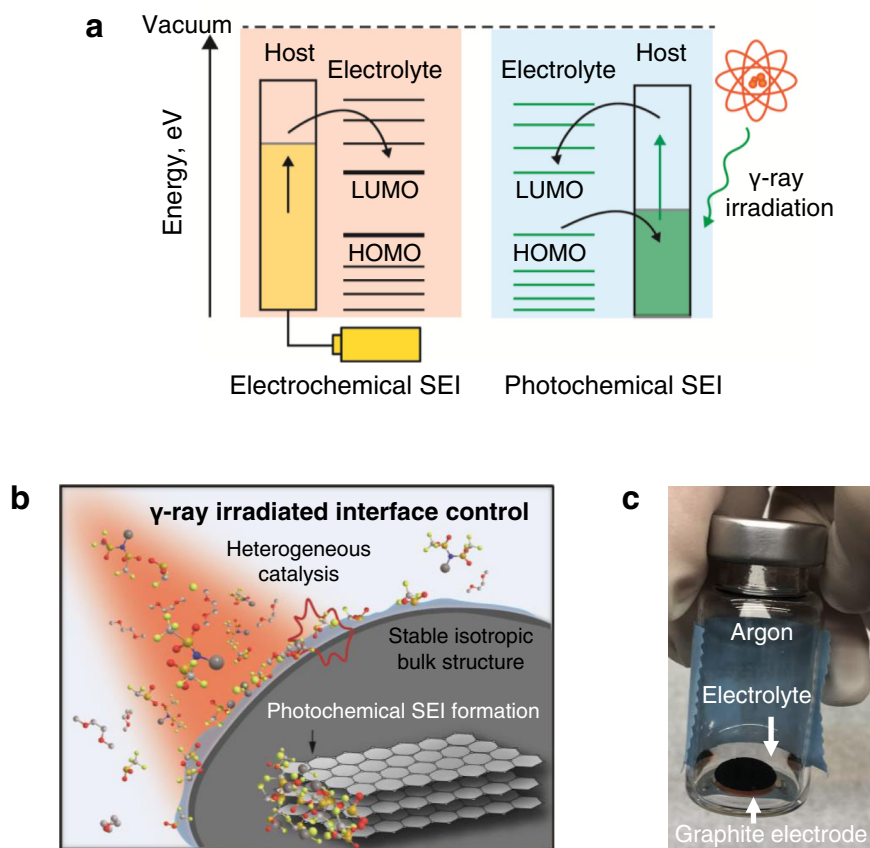 a
Vacuum
Energy, eV
Host
Electrolyte
LUMO
HOMO
Electrochemical SEI
Electrolyte
Host
LUMO
HOMO
γ-ray
irradiation
Photochemical SEI
b
γ-ray irradiated interface control
Heterogeneous
catalysis
Stable isotropic
bulk structure
Photochemical SEI formation
c
Argon
Electrolyte
Graphite electrode